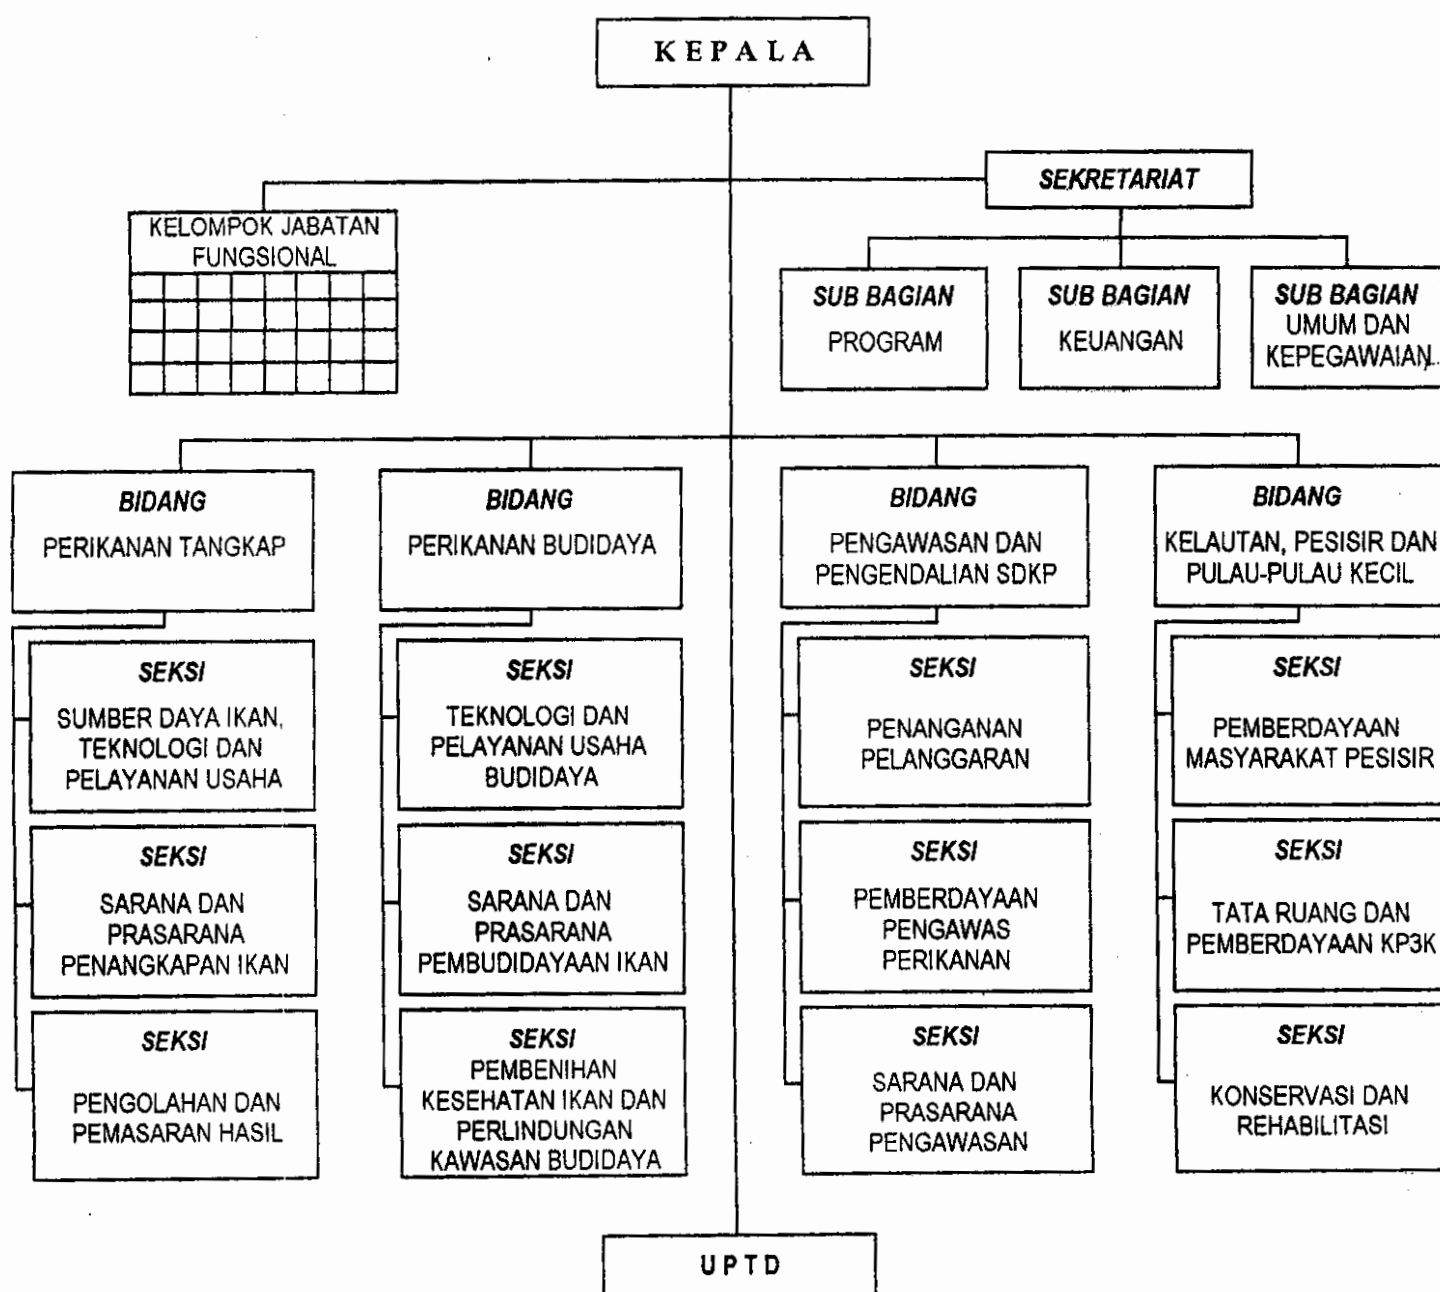 KEPALA
SEKRETARIAT
KELOMPOK JABATAN
FUNGSIONAL
SUB BAGIAN
PROGRAM
SUB BAGIAN
KEUANGAN
SUB BAGIAN
UMUM DAN
KEPEGAWAIAN
BIDANG
PERIKANAN TANGKAP
SEKSI
SUMBER DAYA IKAN,
TEKNOLOGI DAN
PELAYANAN USAHA
SEKSI
SARANA DAN
PRASARANA
PENANGKAPAN IKAN
SEKSI
PENGOLAHAN DAN
PEMASARAN HASIL
BIDANG
PERIKANAN BUDIDAYA
SEKSI
TEKNOLOGI DAN
PELAYANAN USAHA
BUDIDAYA
SEKSI
SARANA DAN
PRASARANA
PEMBUDIDAYAAN IKAN
SEKSI
PEMBENIHAN
KESEHATAN IKAN DAN
PERLINDUNGAN
KAWASAN BUDIDAYA
BIDANG
PENGAWASAN DAN
PENGENDALIAN SDKP
SEKSI
PENANGANAN
PELANGGARAN
SEKSI
PEMBERDAYAAN
PENGAWAS
PERIKANAN
SEKSI
SARANA DAN
PRASARANA
PENGAWASAN
BIDANG
KELAUTAN, PESISIR DAN
PULAU-PULAU KECIL
SEKSI
PEMBERDAYAAN
MASYARAKAT PESISIR
SEKSI
TATA RUANG DAN
PEMBERDAYAAN KP3K
SEKSI
KONSERVASI DAN
REHABILITASI
UPTD